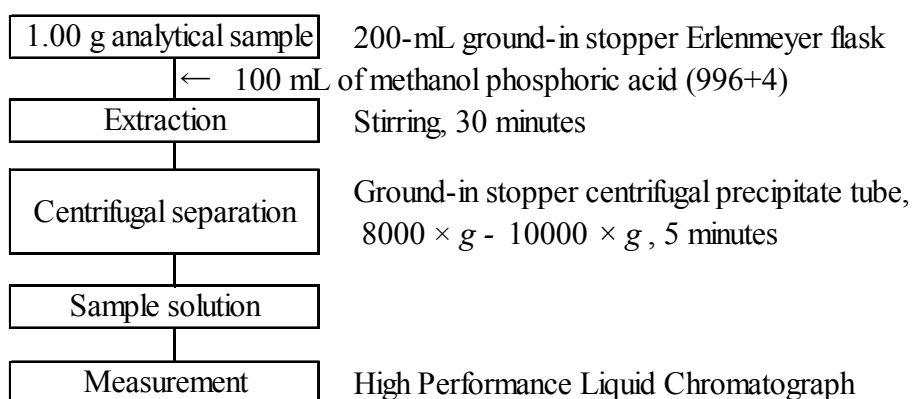 1.00 g analytical sample 200-mL ground-in stopper Erlenmeyer flask
← 100 mL of methanol phosphoric acid (996+4)
Extraction Stirring, 30 minutes
Centrifugal separation Ground-in stopper centrifugal precipitate tube,
8000 × g - 10000 × g , 5 minutes
Sample solution
Measurement High Performance Liquid Chromatograph